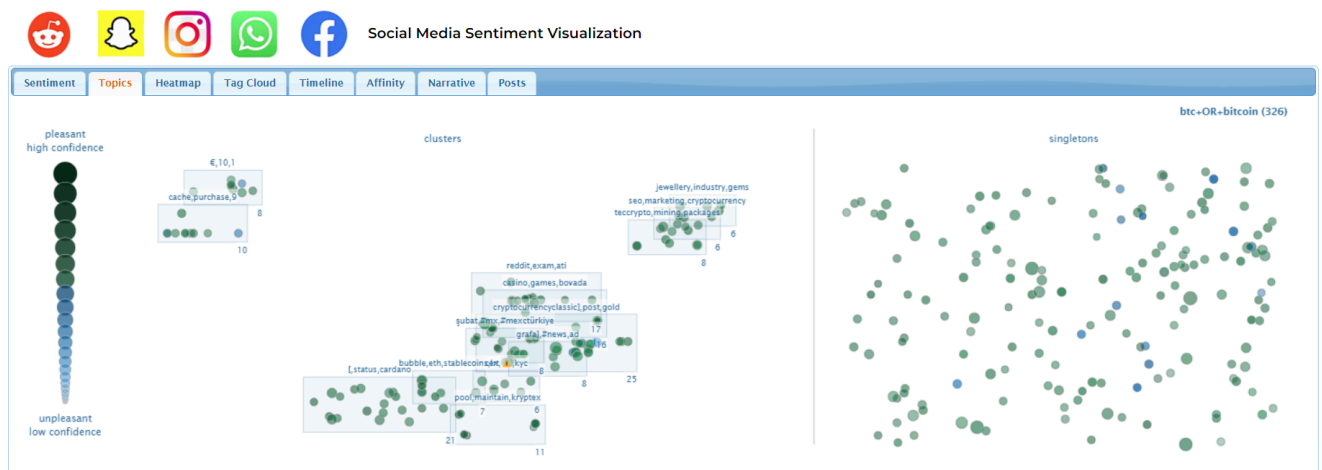 Social Media Sentiment Visualization
Sentiment
Topics
Heatmap
Tag Cloud
Timeline
Affinity
Narrative
Posts
btc+OR+bitcoin (326)
pleasant
high confidence
unpleasant
low confidence
clusters
singletons
€,10,1
8
cache,purchase,9
10
jewellery,industry,gems
6
seo,marketing,cryptocurrency
6
teccrypto,mining,packages
8
reddit,exam,ati
17
casino,games,bovada
16
cryptocurrencyclassic],post,gold
25
şubat,#mx,#mexctürkiye
8
grafa],#news,ad
8
bubble,eth,stablecoins
kyc
6
[,status,cardano
21
7
pool,maintain,kryptex
11